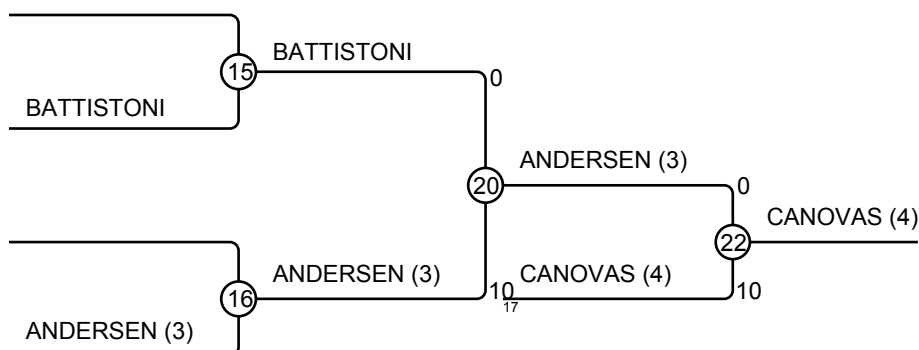 BATTISTONI
15
0
BATTISTONI
ANDERSEN (3)
20
0
CANOVAS (4)
22
ANDERSEN (3)
CANOVAS (4)
16
10
10
17
ANDERSEN (3)